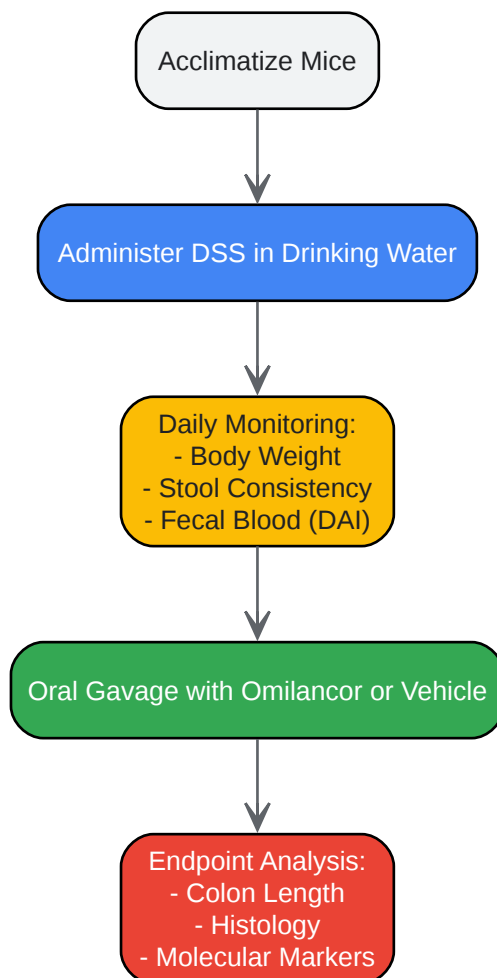 Acclimatize Mice
Administer DSS in Drinking Water
Daily Monitoring:
- Body Weight
- Stool Consistency
- Fecal Blood (DAI)
Oral Gavage with Omilancor or Vehicle
Endpoint Analysis:
- Colon Length
- Histology
- Molecular Markers